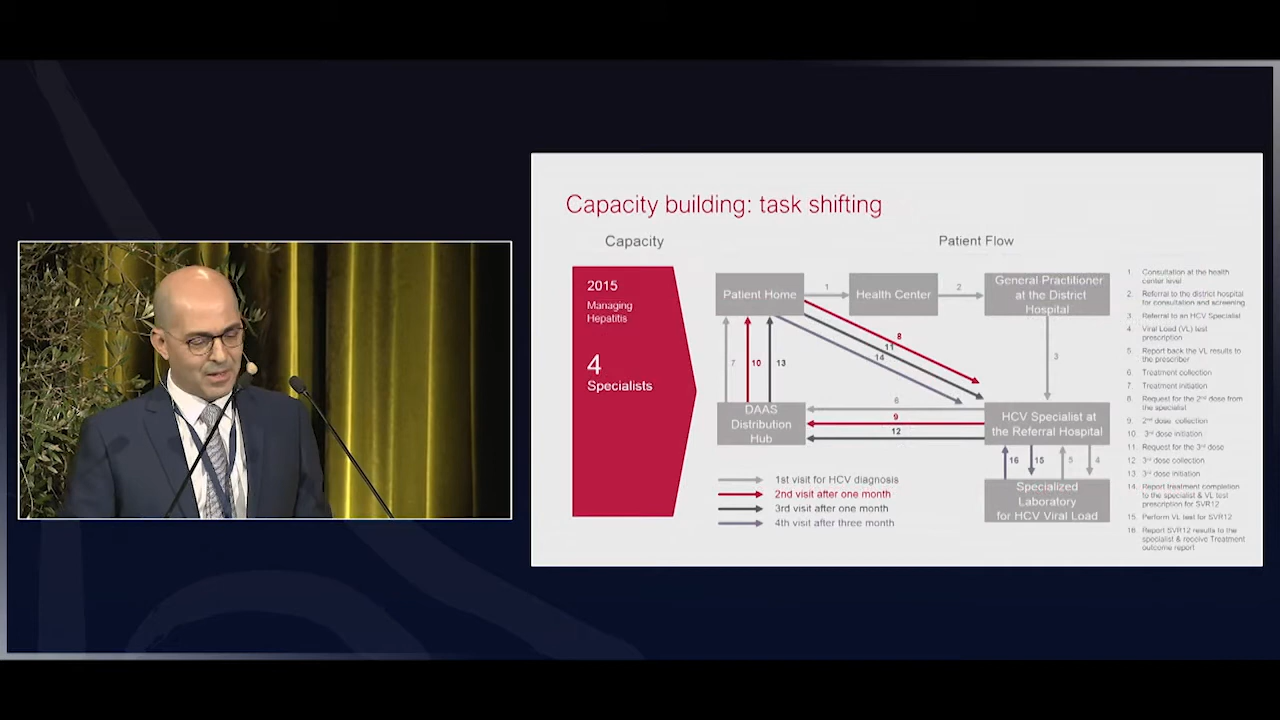 Capacity building: task shifting
Capacity
Patient Flow
2015
Managing
Hepatitis
4
Specialists
Patient Home
1
Health Center
2
General Practitioner
at the District
Hospital
8
11
14
7
10
13
3
DAAS
Distribution
Hub
6
9
12
HCV Specialist at
the Referral Hospital
16
15
5
4
Specialized
Laboratory
for HCV Viral Load
1st visit for HCV diagnosis
2nd visit after one month
3rd visit after one month
4th visit after three month
1. Consultation at the health
center level
2. Referral to the district hospital
for consultation and screening
3. Referral to an HCV Specialist
4. Viral Load (VL) test
prescription
5. Report back the VL results to
the prescriber
6. Treatment collection
7. Treatment initiation
8. Request for the 2nd dose from
the specialist
9. 2nd dose collection
10. 3rd dose initiation
11. Request for the 3rd dose
12. 3rd dose collection
13. 3rd dose initiation
14. Report treatment completion
to the specialist & VL test
prescription for SVR12
15. Perform VL test for SVR12
16. Report SVR12 results to the
specialist & receive Treatment
outcome report